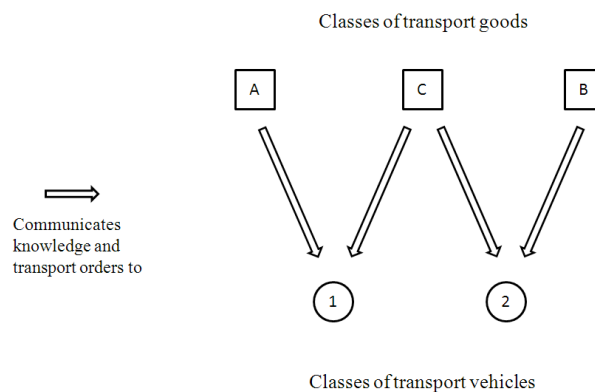 Classes of transport goods
A
C
B
Communicates
knowledge and
transport orders to
1
2
Classes of transport vehicles